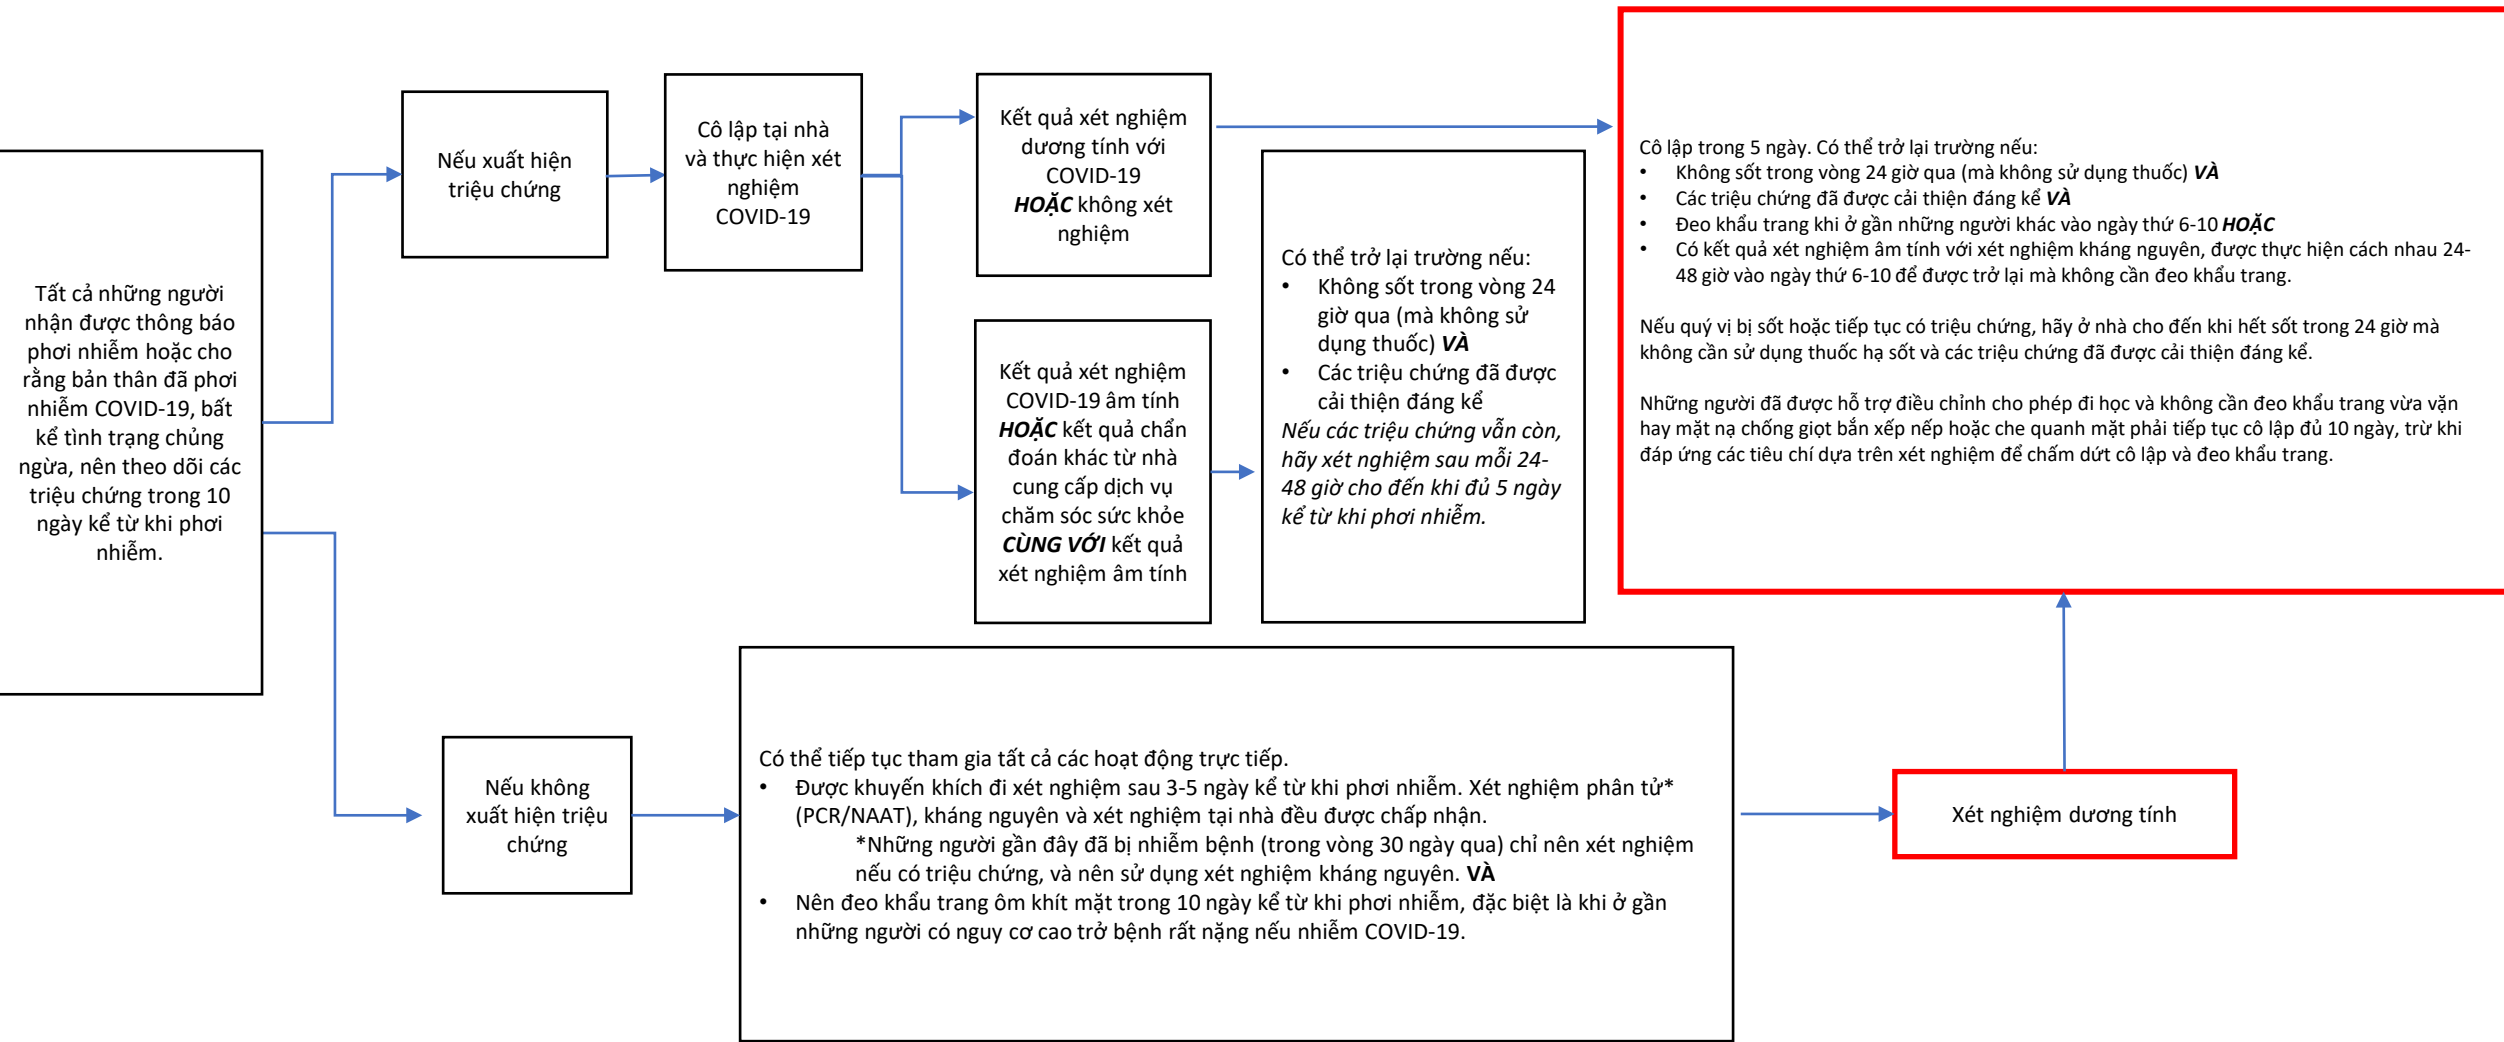 Tất cả những người
nhận được thông báo
phơi nhiễm hoặc cho
rằng bản thân đã phơi
nhiễm COVID-19, bất
kể tình trạng chủng
ngừa, nên theo dõi các
triệu chứng trong 10
ngày kể từ khi phơi
nhiễm.
Nếu xuất hiện
triệu chứng
Cô lập tại nhà
và thực hiện xét
nghiệm
COVID-19
Kết quả xét nghiệm
dương tính với
COVID-19
HOẶC không xét
nghiệm
Kết quả xét nghiệm
COVID-19 âm tính
HOẶC kết quả chẩn
đoán khác từ nhà
cung cấp dịch vụ
chăm sóc sức khỏe
CÙNG VỚI kết quả
xét nghiệm âm tính
Có thể trở lại trường nếu:
• Không sốt trong vòng 24
giờ qua (mà không sử
dụng thuốc) VÀ
• Các triệu chứng đã được
cải thiện đáng kể
Nếu các triệu chứng vẫn còn,
hãy xét nghiệm sau mỗi 24-
48 giờ cho đến khi đủ 5 ngày
kể từ khi phơi nhiễm.
Cô lập trong 5 ngày. Có thể trở lại trường nếu:
• Không sốt trong vòng 24 giờ qua (mà không sử dụng thuốc) VÀ
• Các triệu chứng đã được cải thiện đáng kể VÀ
• Đeo khẩu trang khi ở gần những người khác vào ngày thứ 6-10 HOẶC
• Có kết quả xét nghiệm âm tính với xét nghiệm kháng nguyên, được thực hiện cách nhau 24-
48 giờ vào ngày thứ 6-10 để được trở lại mà không cần đeo khẩu trang.
Nếu quý vị bị sốt hoặc tiếp tục có triệu chứng, hãy ở nhà cho đến khi hết sốt trong 24 giờ mà
không cần sử dụng thuốc hạ sốt và các triệu chứng đã được cải thiện đáng kể.
Những người đã được hỗ trợ điều chỉnh cho phép đi học và không cần đeo khẩu trang vừa vặn
hay mặt nạ chống giọt bắn xếp nếp hoặc che quanh mặt phải tiếp tục cô lập đủ 10 ngày, trừ khi
đáp ứng các tiêu chí dựa trên xét nghiệm để chấm dứt cô lập và đeo khẩu trang.
Nếu không
xuất hiện triệu
chứng
Có thể tiếp tục tham gia tất cả các hoạt động trực tiếp.
• Được khuyến khích đi xét nghiệm sau 3-5 ngày kể từ khi phơi nhiễm. Xét nghiệm phân tử*
(PCR/NAAT), kháng nguyên và xét nghiệm tại nhà đều được chấp nhận.
*Những người gần đây đã bị nhiễm bệnh (trong vòng 30 ngày qua) chỉ nên xét nghiệm
nếu có triệu chứng, và nên sử dụng xét nghiệm kháng nguyên. VÀ
• Nên đeo khẩu trang ôm khít mặt trong 10 ngày kể từ khi phơi nhiễm, đặc biệt là khi ở gần
những người có nguy cơ cao trở bệnh rất nặng nếu nhiễm COVID-19.
Xét nghiệm dương tính